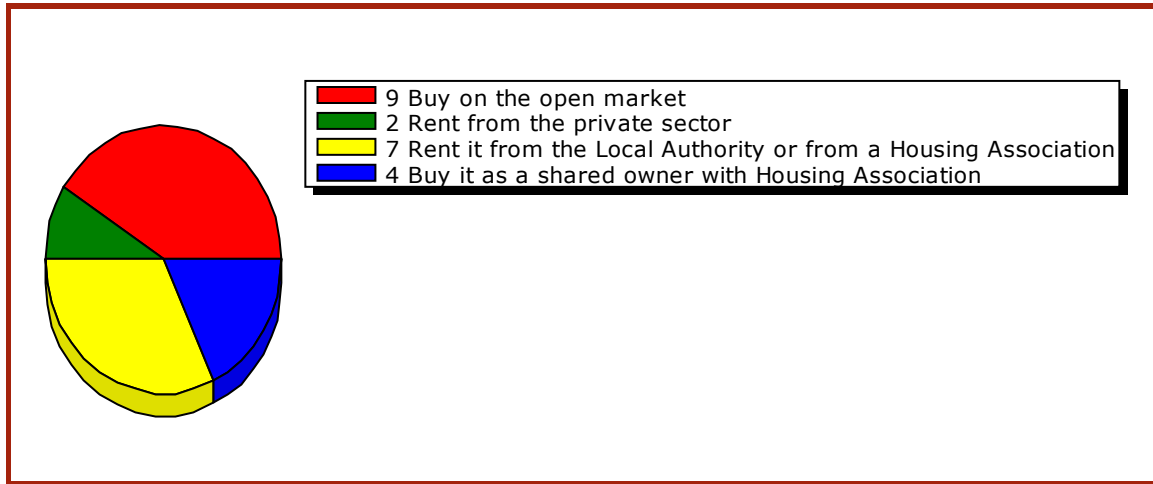 9 Buy on the open market
2 Rent from the private sector
7 Rent it from the Local Authority or from a Housing Association
4 Buy it as a shared owner with Housing Association